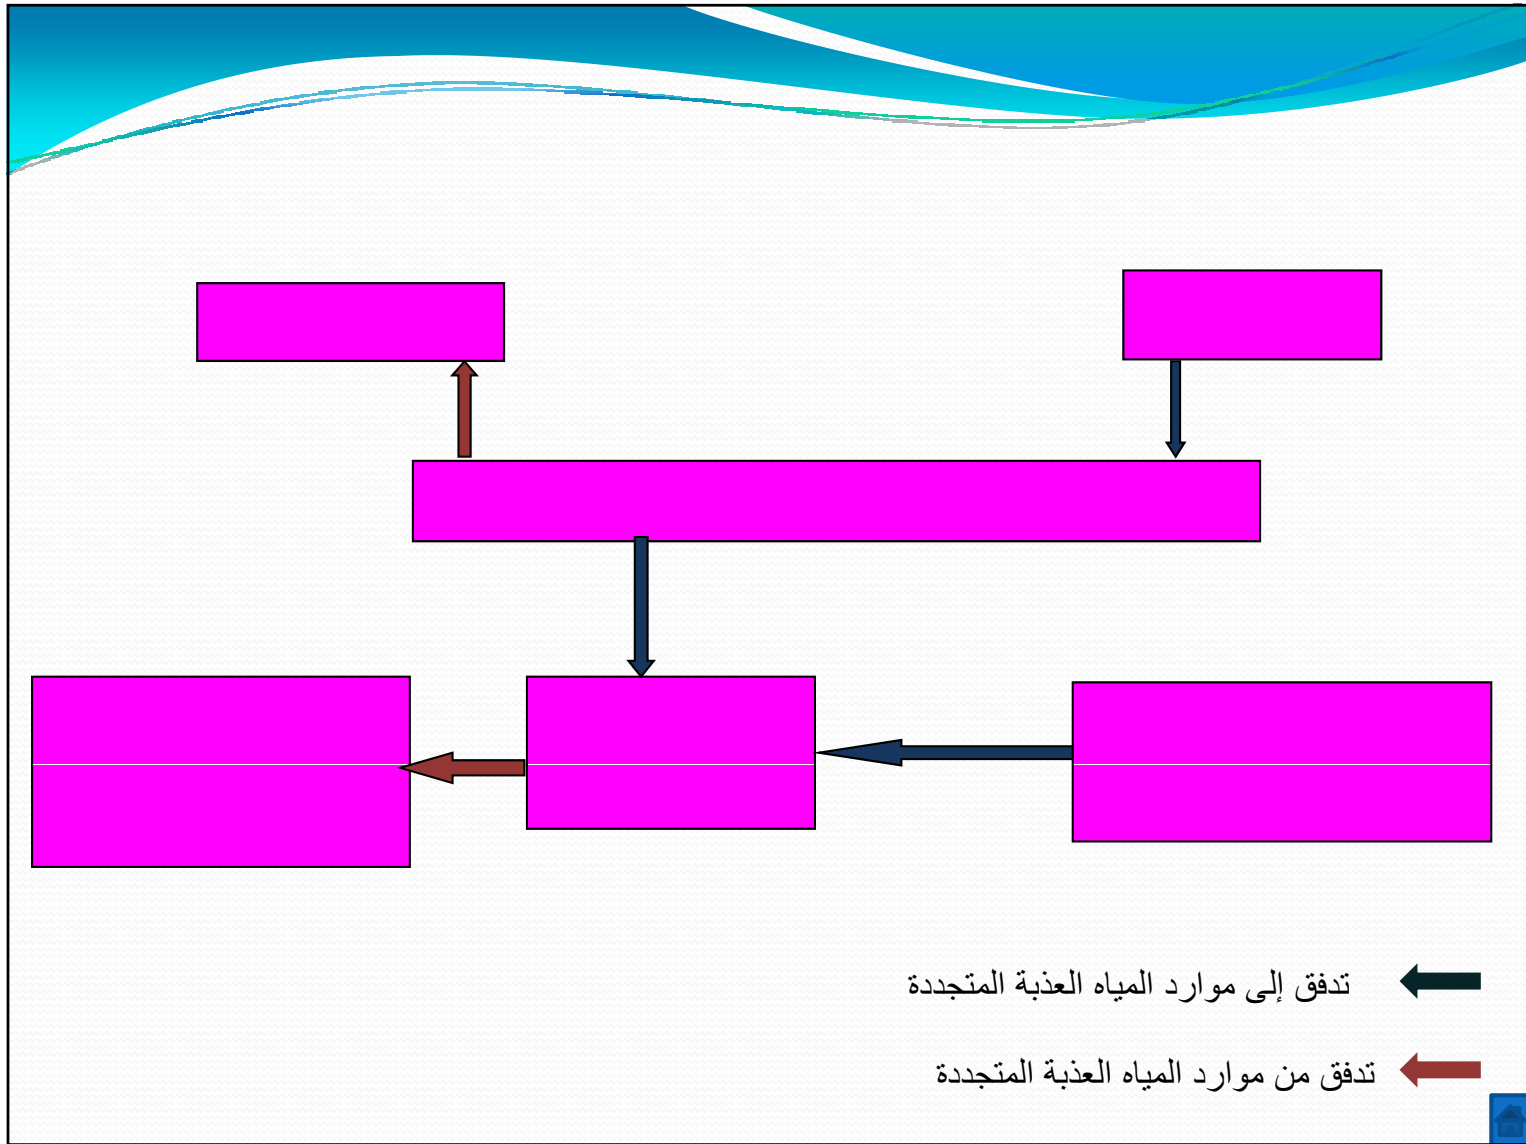 تدفق إلى موارد المياه العذبة المتجددة
تدفق من موارد المياه العذبة المتجددة